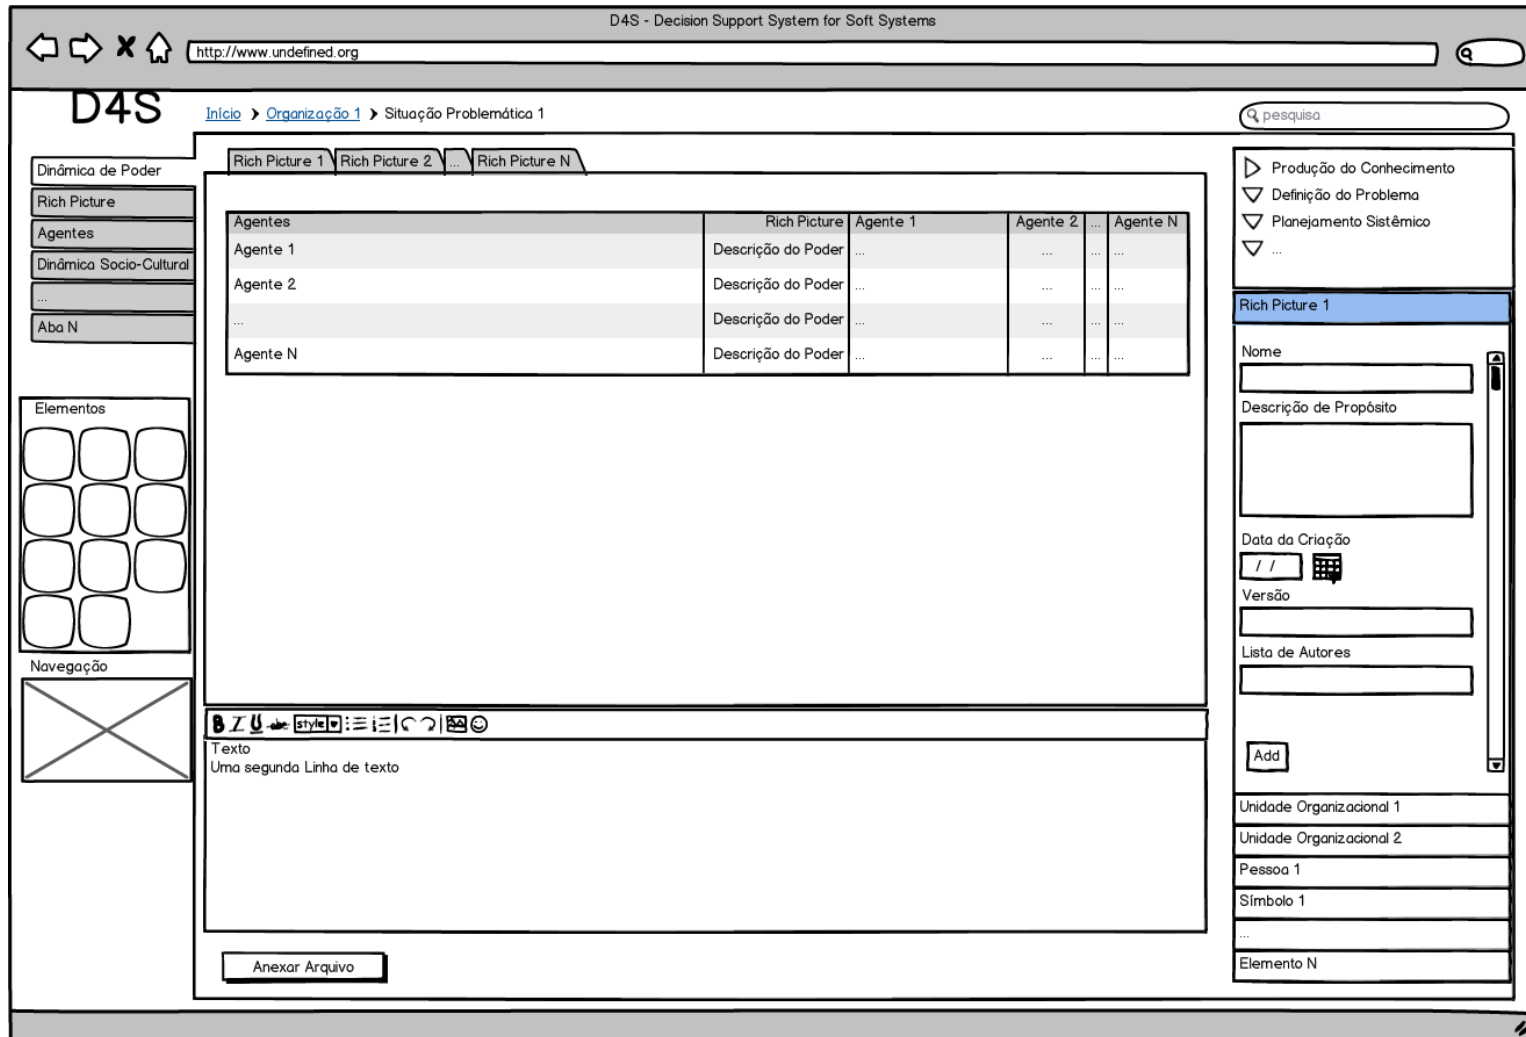 D4S - Decision Support System for Soft Systems
http://www.undefined.org
D4S
Início Organização 1 Situação Problemática 1
pesquisa
Dinâmica de Poder
Rich Picture
Agentes
Dinâmica Socio-Cultural
...
Aba N
Elementos
Navegação
Rich Picture 1 Rich Picture 2 ... Rich Picture N
Agentes Rich Picture Agente 1 Agente 2 ... Agente N
Agente 1 Descrição do Poder ... ... ... ...
Agente 2 Descrição do Poder ... ... ... ...
... Descrição do Poder ... ... ... ...
Agente N Descrição do Poder ... ... ... ...
B I U abc style
Texto
Uma segunda Linha de texto
Anexar Arquivo
Produção do Conhecimento
Definição do Problema
Planejamento Sistêmico
...
Rich Picture 1
Nome
Descrição de Propósito
Data da Criação
/ /
Versão
Lista de Autores
Add
Unidade Organizacional 1
Unidade Organizacional 2
Pessoa 1
Símbolo 1
...
Elemento N